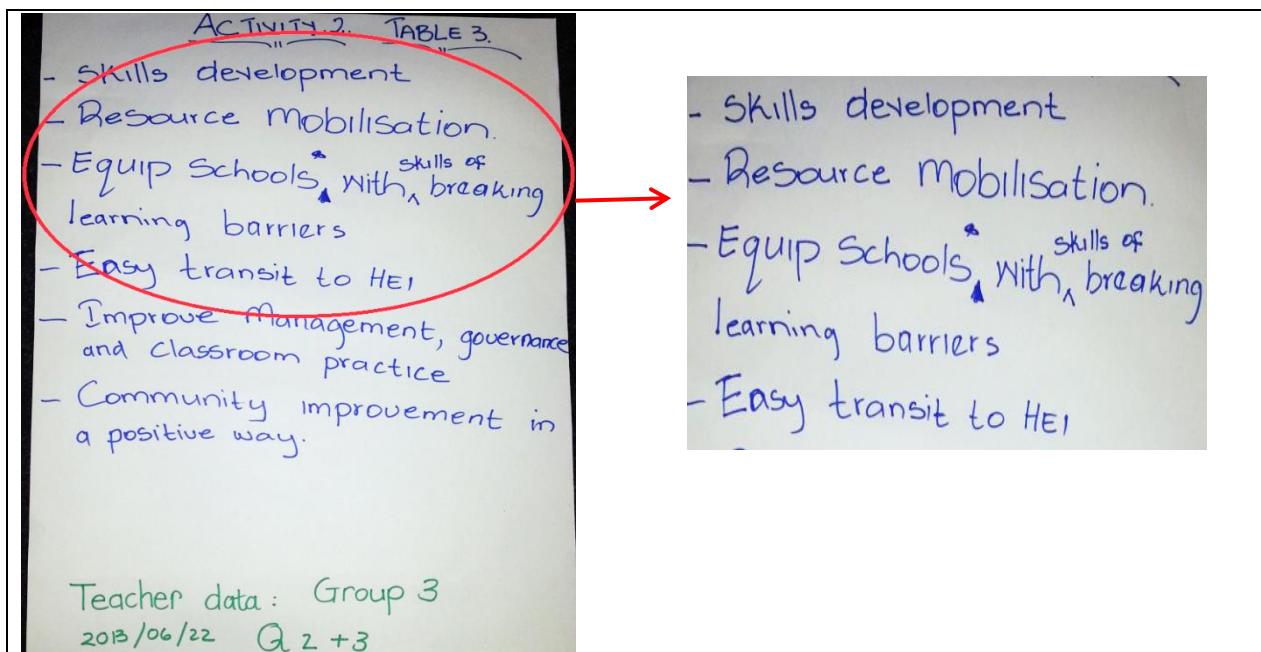 ACTIVITY.2. TABLE 3.
- Skills development
- Resource Mobilisation.
- Equip Schools, with skills of breaking
learning barriers
- Easy transit to HEI
- Improve Management, governance
and classroom practice
- Community improvement in
a positive way.
Teacher data: Group 3
2013/06/22 Q 2 +3
- Skills development
- Resource Mobilisation.
- Equip Schools, with skills of breaking
learning barriers
- Easy transit to HEI